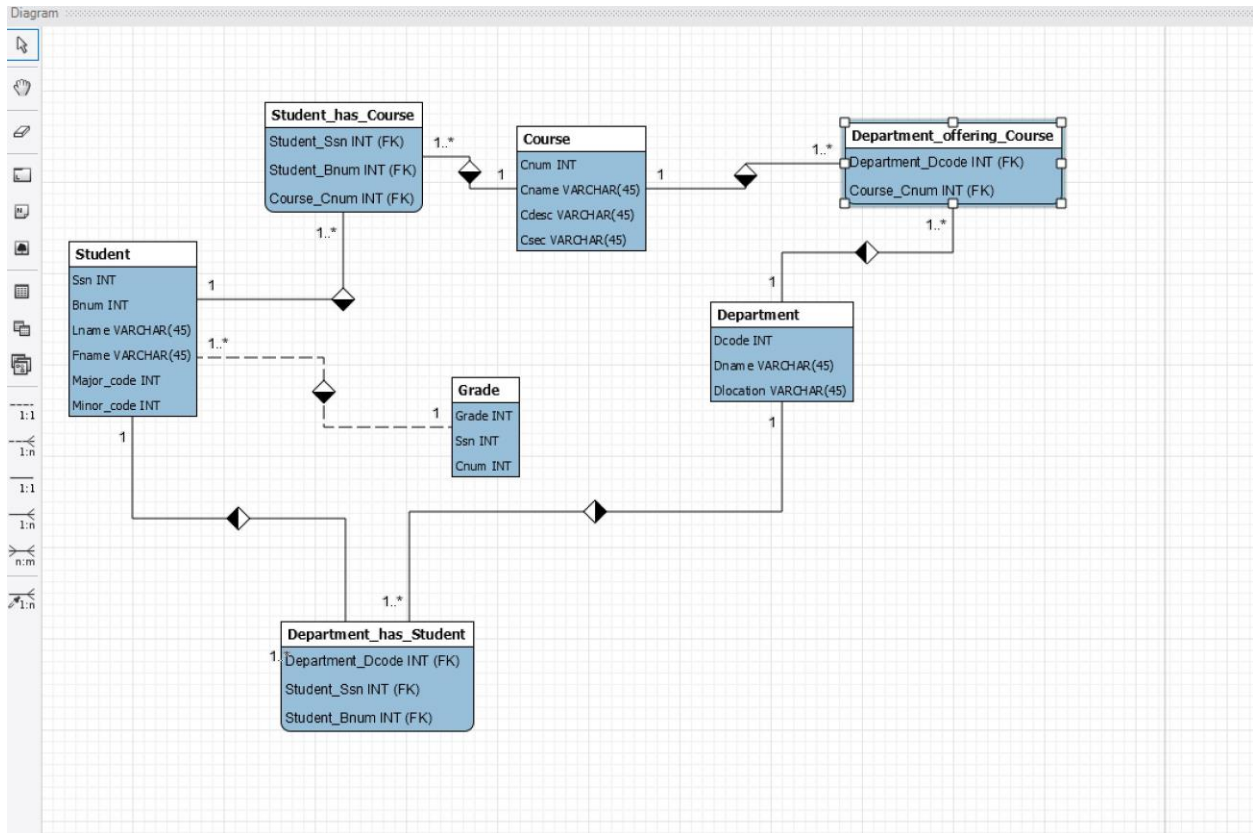 Diagram
Student_has_Course
Student_Ssn INT (FK)
Student_Bnum INT (FK)
Course_Cnum INT (FK)
1..*
1..*
Course
Cnum INT
Cname VARCHAR(45)
Cdesc VARCHAR(45)
Csec VARCHAR(45)
1
1
Department_offering_Course
Department_Dcode INT (FK)
Course_Cnum INT (FK)
1..*
1..*
Student
Ssn INT
Bnum INT
Lname VARCHAR(45)
Fname VARCHAR(45)
Major_code INT
Minor_code INT
1
1..*
1
Grade
Grade INT
Ssn INT
Cnum INT
1
Department
Dcode INT
Dname VARCHAR(45)
Dlocation VARCHAR(45)
1
1
Department_has_Student
Department_Dcode INT (FK)
Student_Ssn INT (FK)
Student_Bnum INT (FK)
1..*
1..*
1:1
1:n
1:1
1:n
n:m
1:n